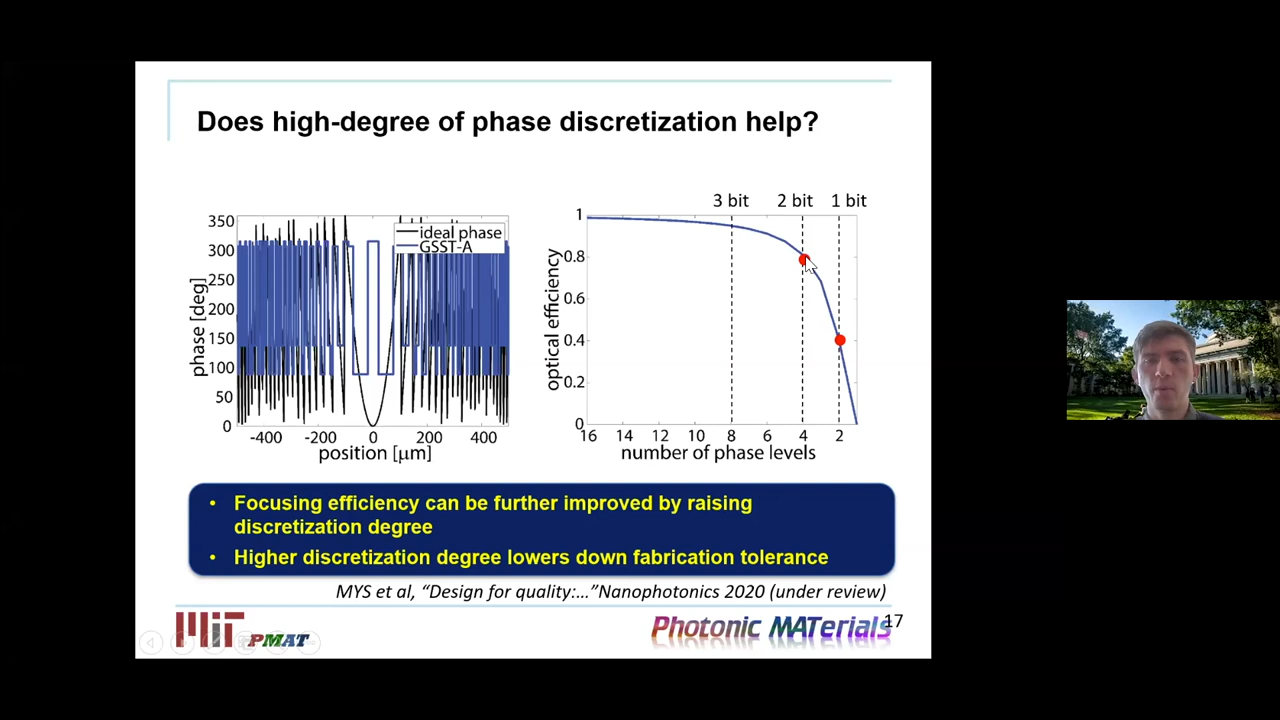 Does high-degree of phase discretization help?
350
300
250
200
150
100
50
0
phase [deg]
ideal phase
GSST-A
-400
-200
0
200
400
position [μm]
3 bit
2 bit
1 bit
1
0.8
0.6
0.4
0.2
0
optical efficiency
16
14
12
10
8
6
4
2
number of phase levels
• Focusing efficiency can be further improved by raising
discretization degree
• Higher discretization degree lowers down fabrication tolerance
MYS et al, “Design for quality:…”Nanophotonics 2020 (under review)
MIT PMAT
Photonic MATerials
17